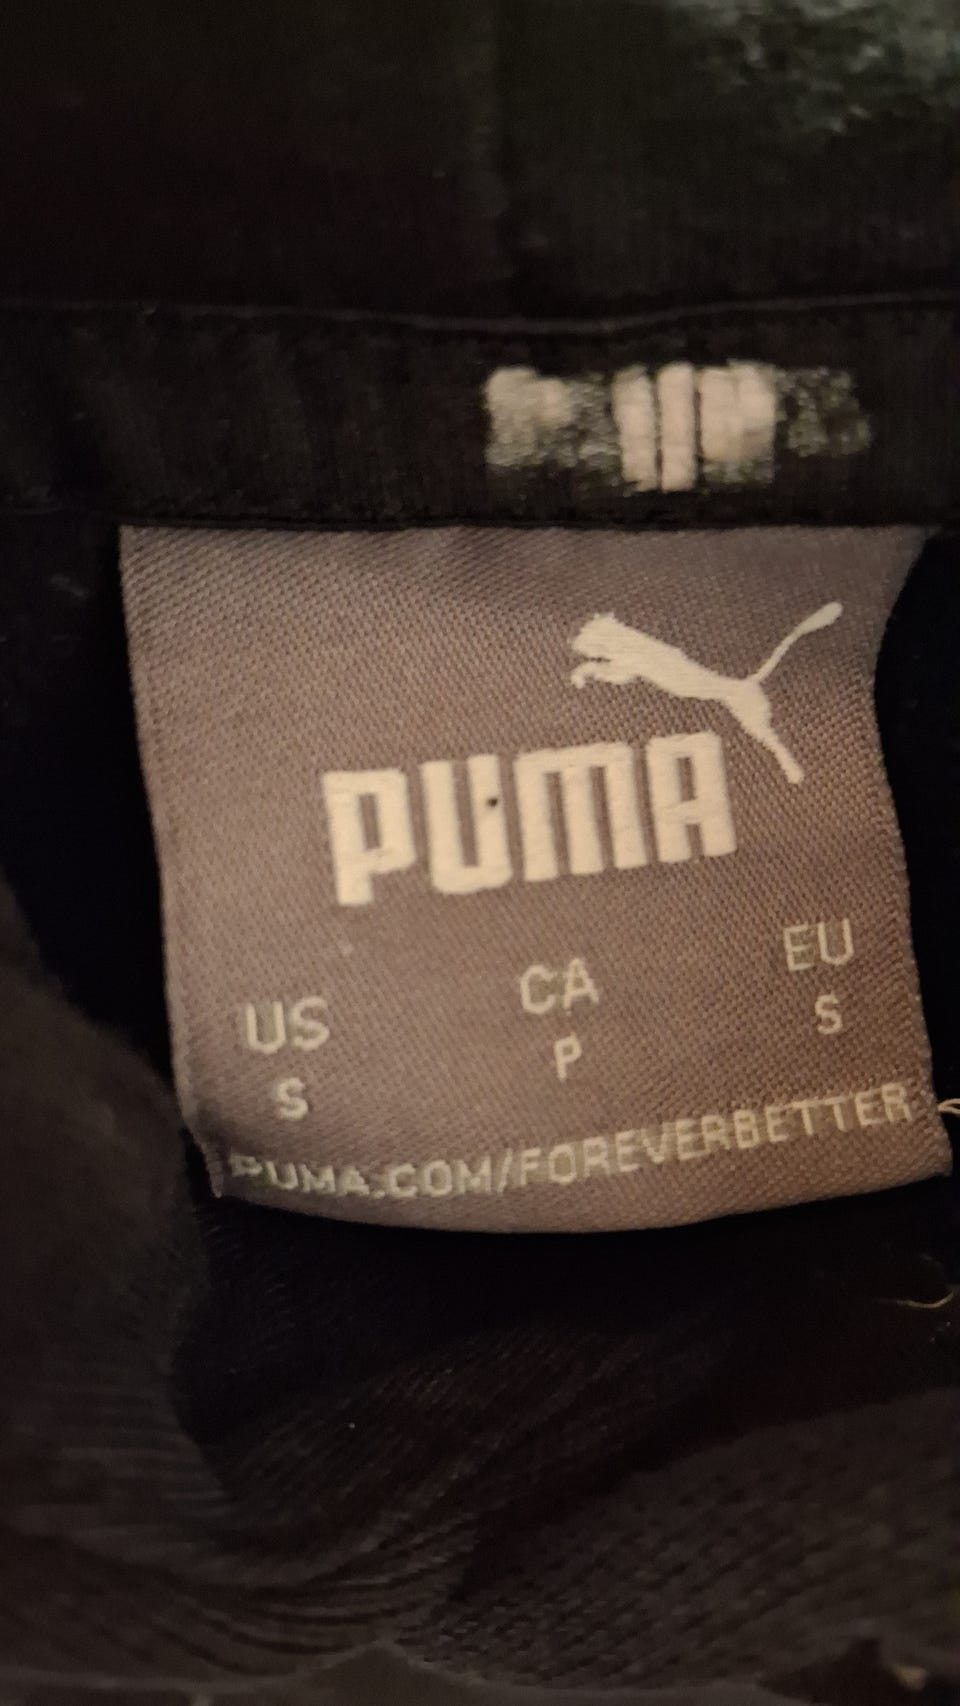 PUMA
US CA EU
S P S
PUMA.COM/FOREVERBETTER